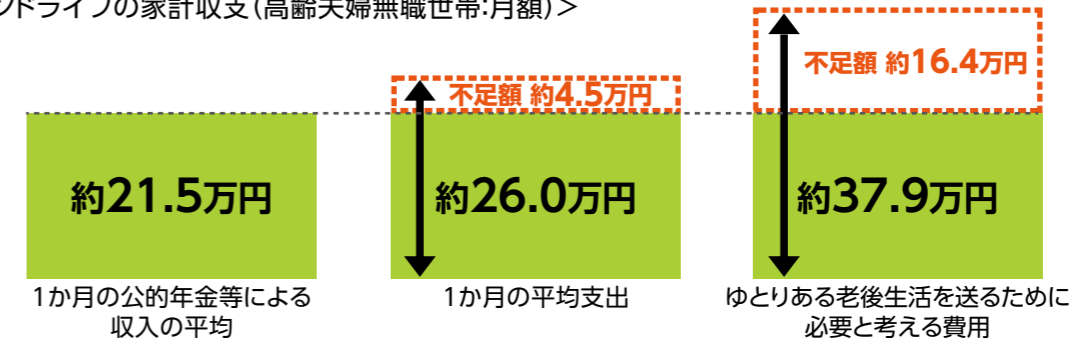 ンドライフの家計収支(高齢夫婦無職世帯:月額)>
不足額 約16.4万円
不足額 約4.5万円
約21.5万円
約26.0万円
約37.9万円
1か月の公的年金等による
収入の平均
1か月の平均支出
ゆとりある老後生活を送るために
必要と考える費用